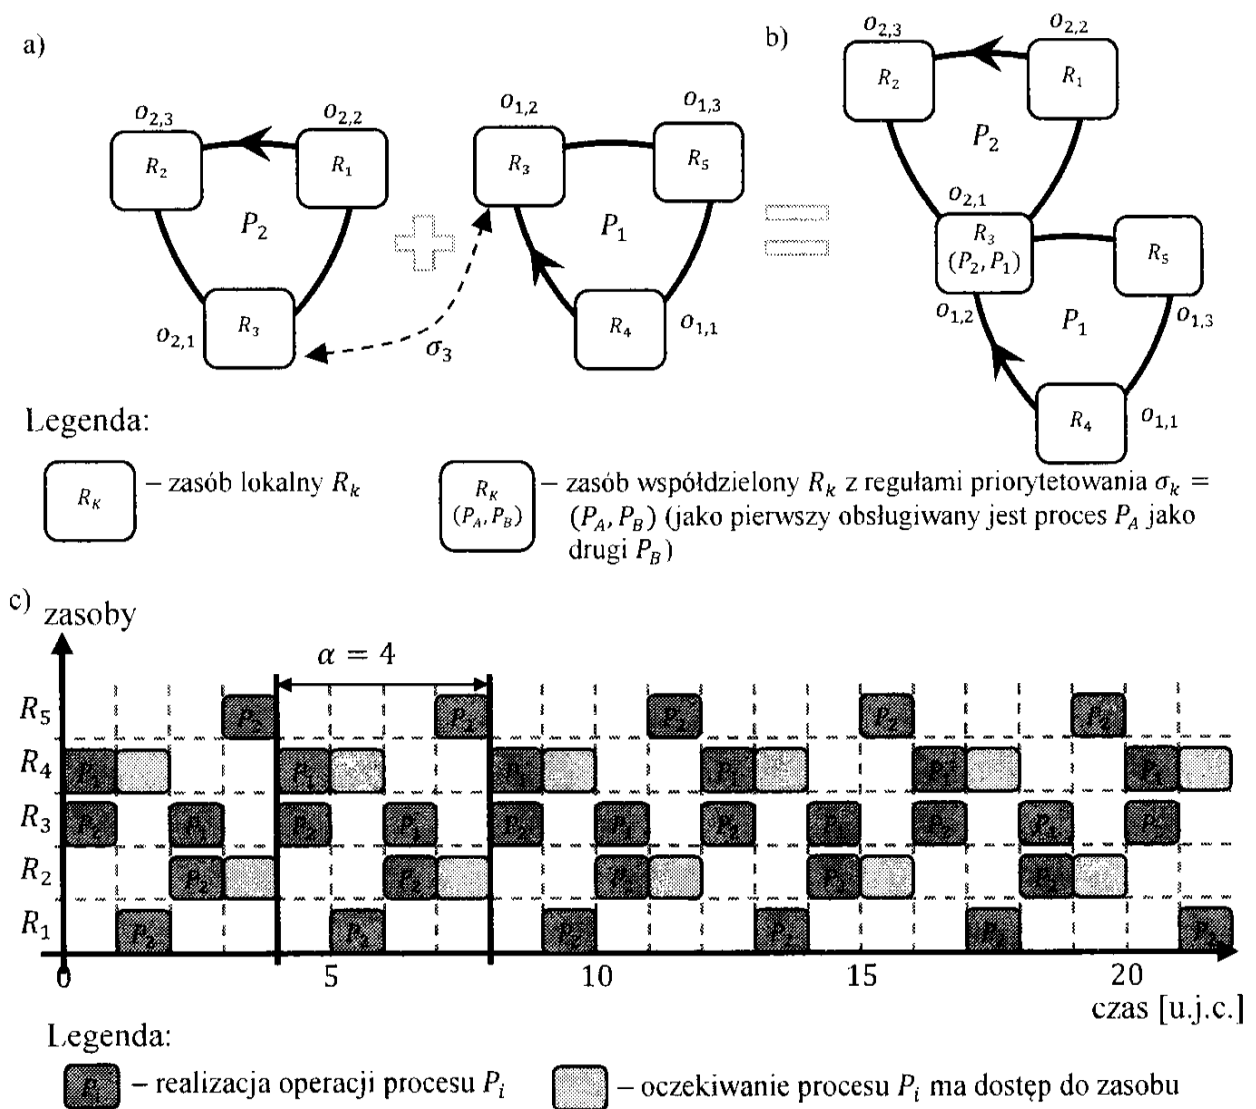 a)
b)
O2,3
O2,2
R2
R1
P2
R3
O2,1
σ3
O1,2
O1,3
R3
R5
P1
R4
O1,1
O2,3
O2,2
R2
R1
P2
O2,1
R3
(P2, P1)
R5
O1,2
P1
O1,3
R4
O1,1
Legenda:
RK
– zasób lokalny Rk
RK
(PA, PB)
– zasób współdzielony Rk z regułami priorytetowania σk =
(PA, PB) (jako pierwszy obsługiwany jest proces PA jako
drugi PB)
c) zasoby
α = 4
R5
R4
R3
R2
R1
0 5 10 15 20
czas [u.j.c.]
Legenda:
Pi – realizacja operacji procesu Pi
– oczekiwanie procesu Pi ma dostęp do zasobu